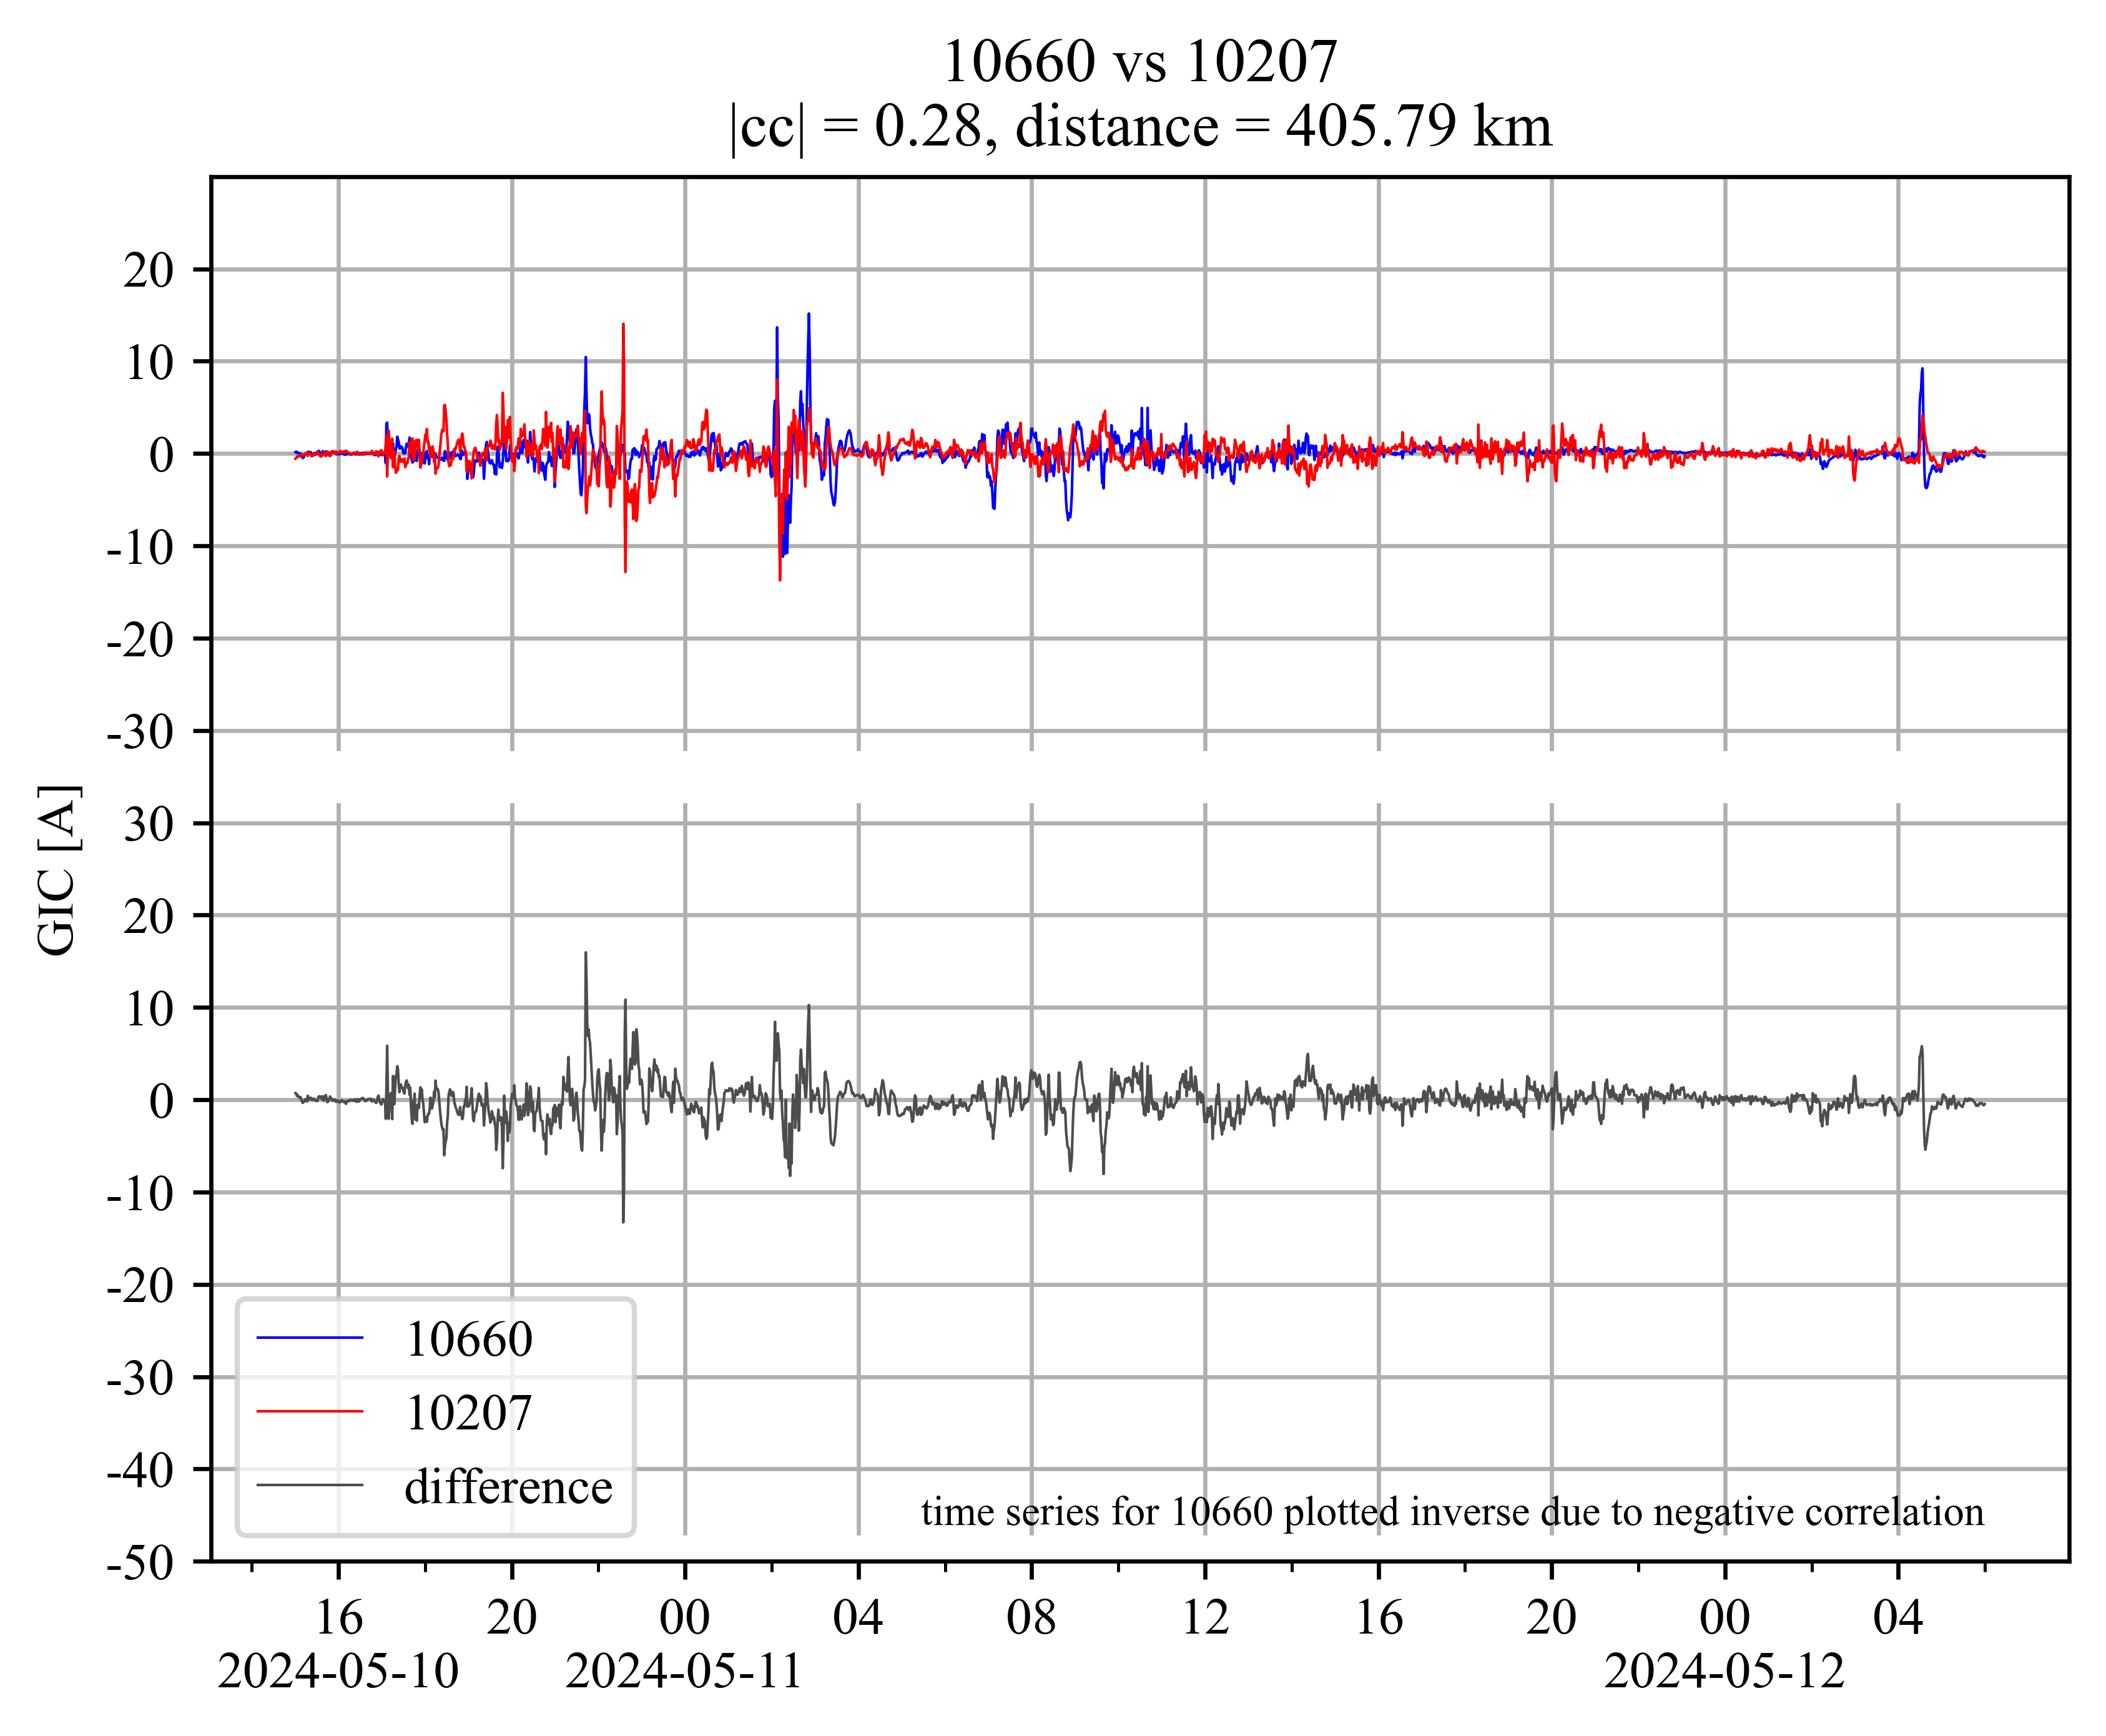 10660 vs 10207
|cc| = 0.28, distance = 405.79 km
GIC [A]
20
10
0
-10
-20
-30
30
20
10
0
-10
-20
-30
-40
-50
10660
10207
difference
time series for 10660 plotted inverse due to negative correlation
16 20 00 04 08 12 16 20 00 04
2024-05-10 2024-05-11 2024-05-12